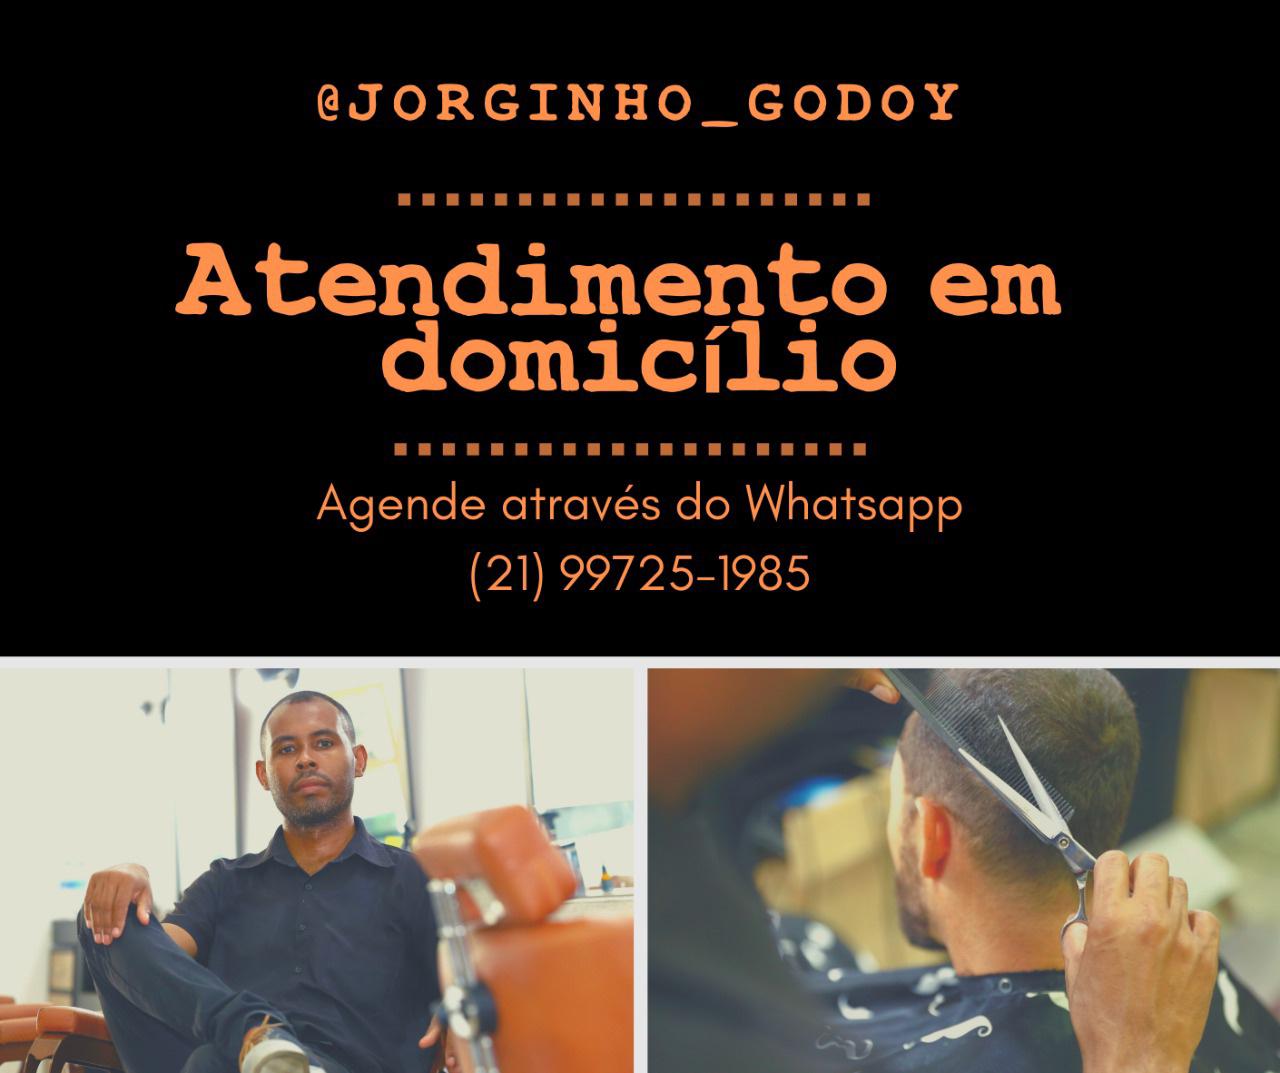 @JORGINHO_GODOY
Atendimento em
domicílio
Agende através do Whatsapp
(21) 99725-1985